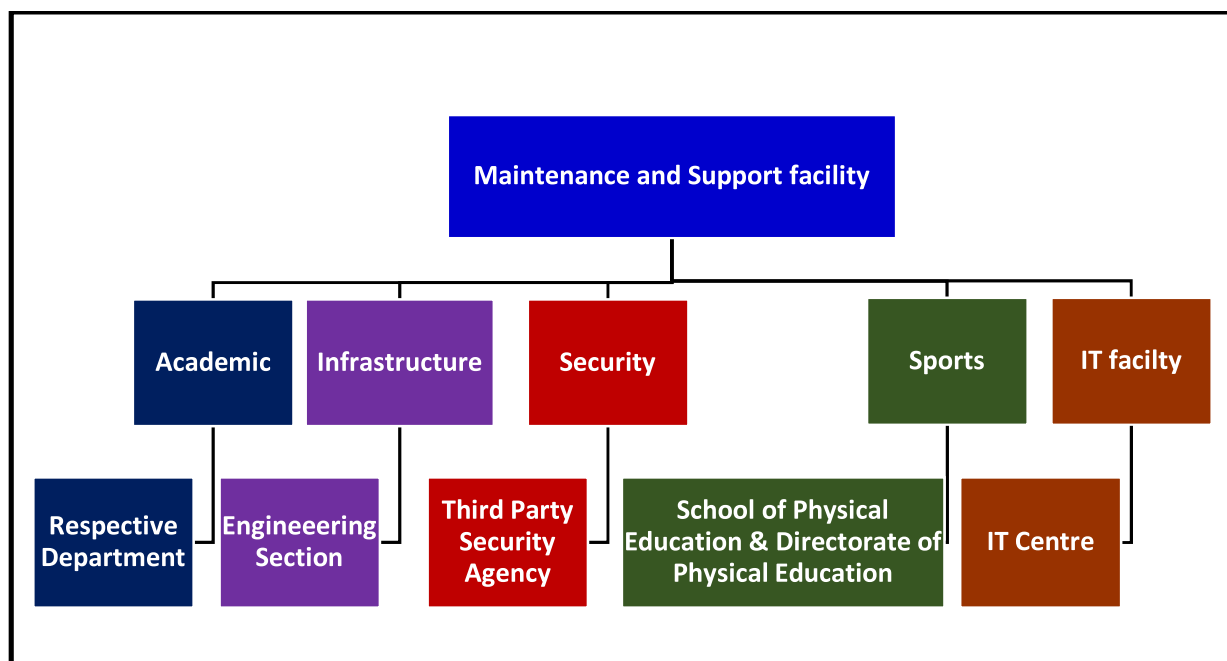 Maintenance and Support facility
Academic
Infrastructure
Security
Sports
IT facilty
Respective
Department
Engineeering
Section
Third Party
Security
Agency
School of Physical
Education & Directorate of
Physical Education
IT Centre